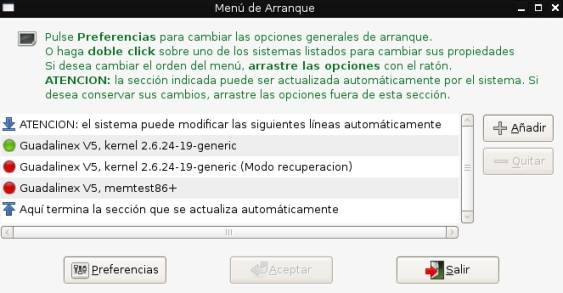 Menú de Arranque
Pulse Preferencias para cambiar las opciones generales de arranque.
O haga doble click sobre uno de los sistemas listados para cambiar sus propiedades
Si desea cambiar el orden del menú, arrastre las opciones con el ratón.
ATENCION: la sección indicada puede ser actualizada automáticamente por el sistema. Si
desea conservar sus cambios, arrastre las opciones fuera de esta sección.
ATENCION: el sistema puede modificar las siguientes líneas automáticamente
Guadalinex V5, kernel 2.6.24-19-generic
Guadalinex V5, kernel 2.6.24-19-generic (Modo recuperacion)
Guadalinex V5, memtest86+
Aquí termina la sección que se actualiza automáticamente
Añadir
Quitar
Preferencias
Aceptar
Salir